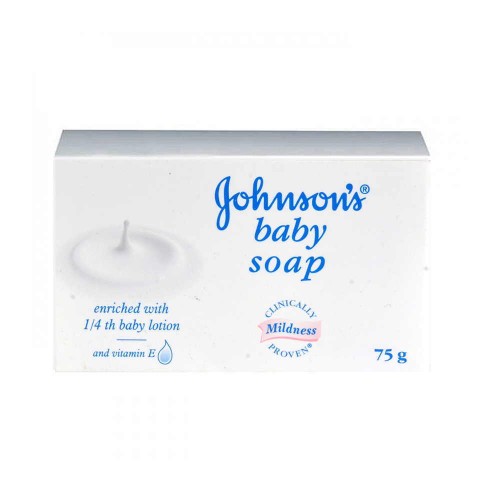 Johnson's®
baby
soap
enriched with
1/4 th baby lotion
and vitamin E
CLINICALLY
Mildness
PROVEN®
75 g